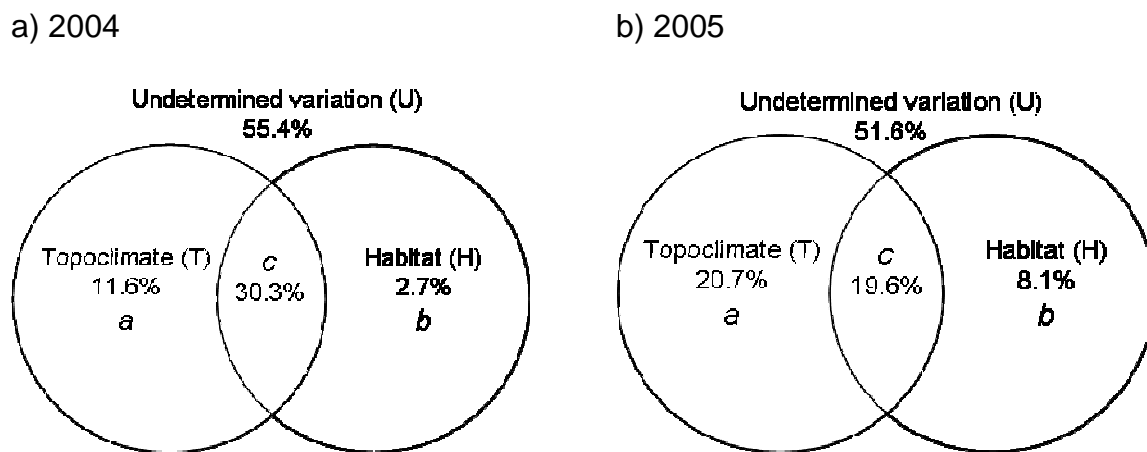 a) 2004
Undetermined variation (U)
55.4%
Topoclimate (T)
11.6%
a
c
30.3%
Habitat (H)
2.7%
b
b) 2005
Undetermined variation (U)
51.6%
Topoclimate (T)
20.7%
a
c
19.6%
Habitat (H)
8.1%
b